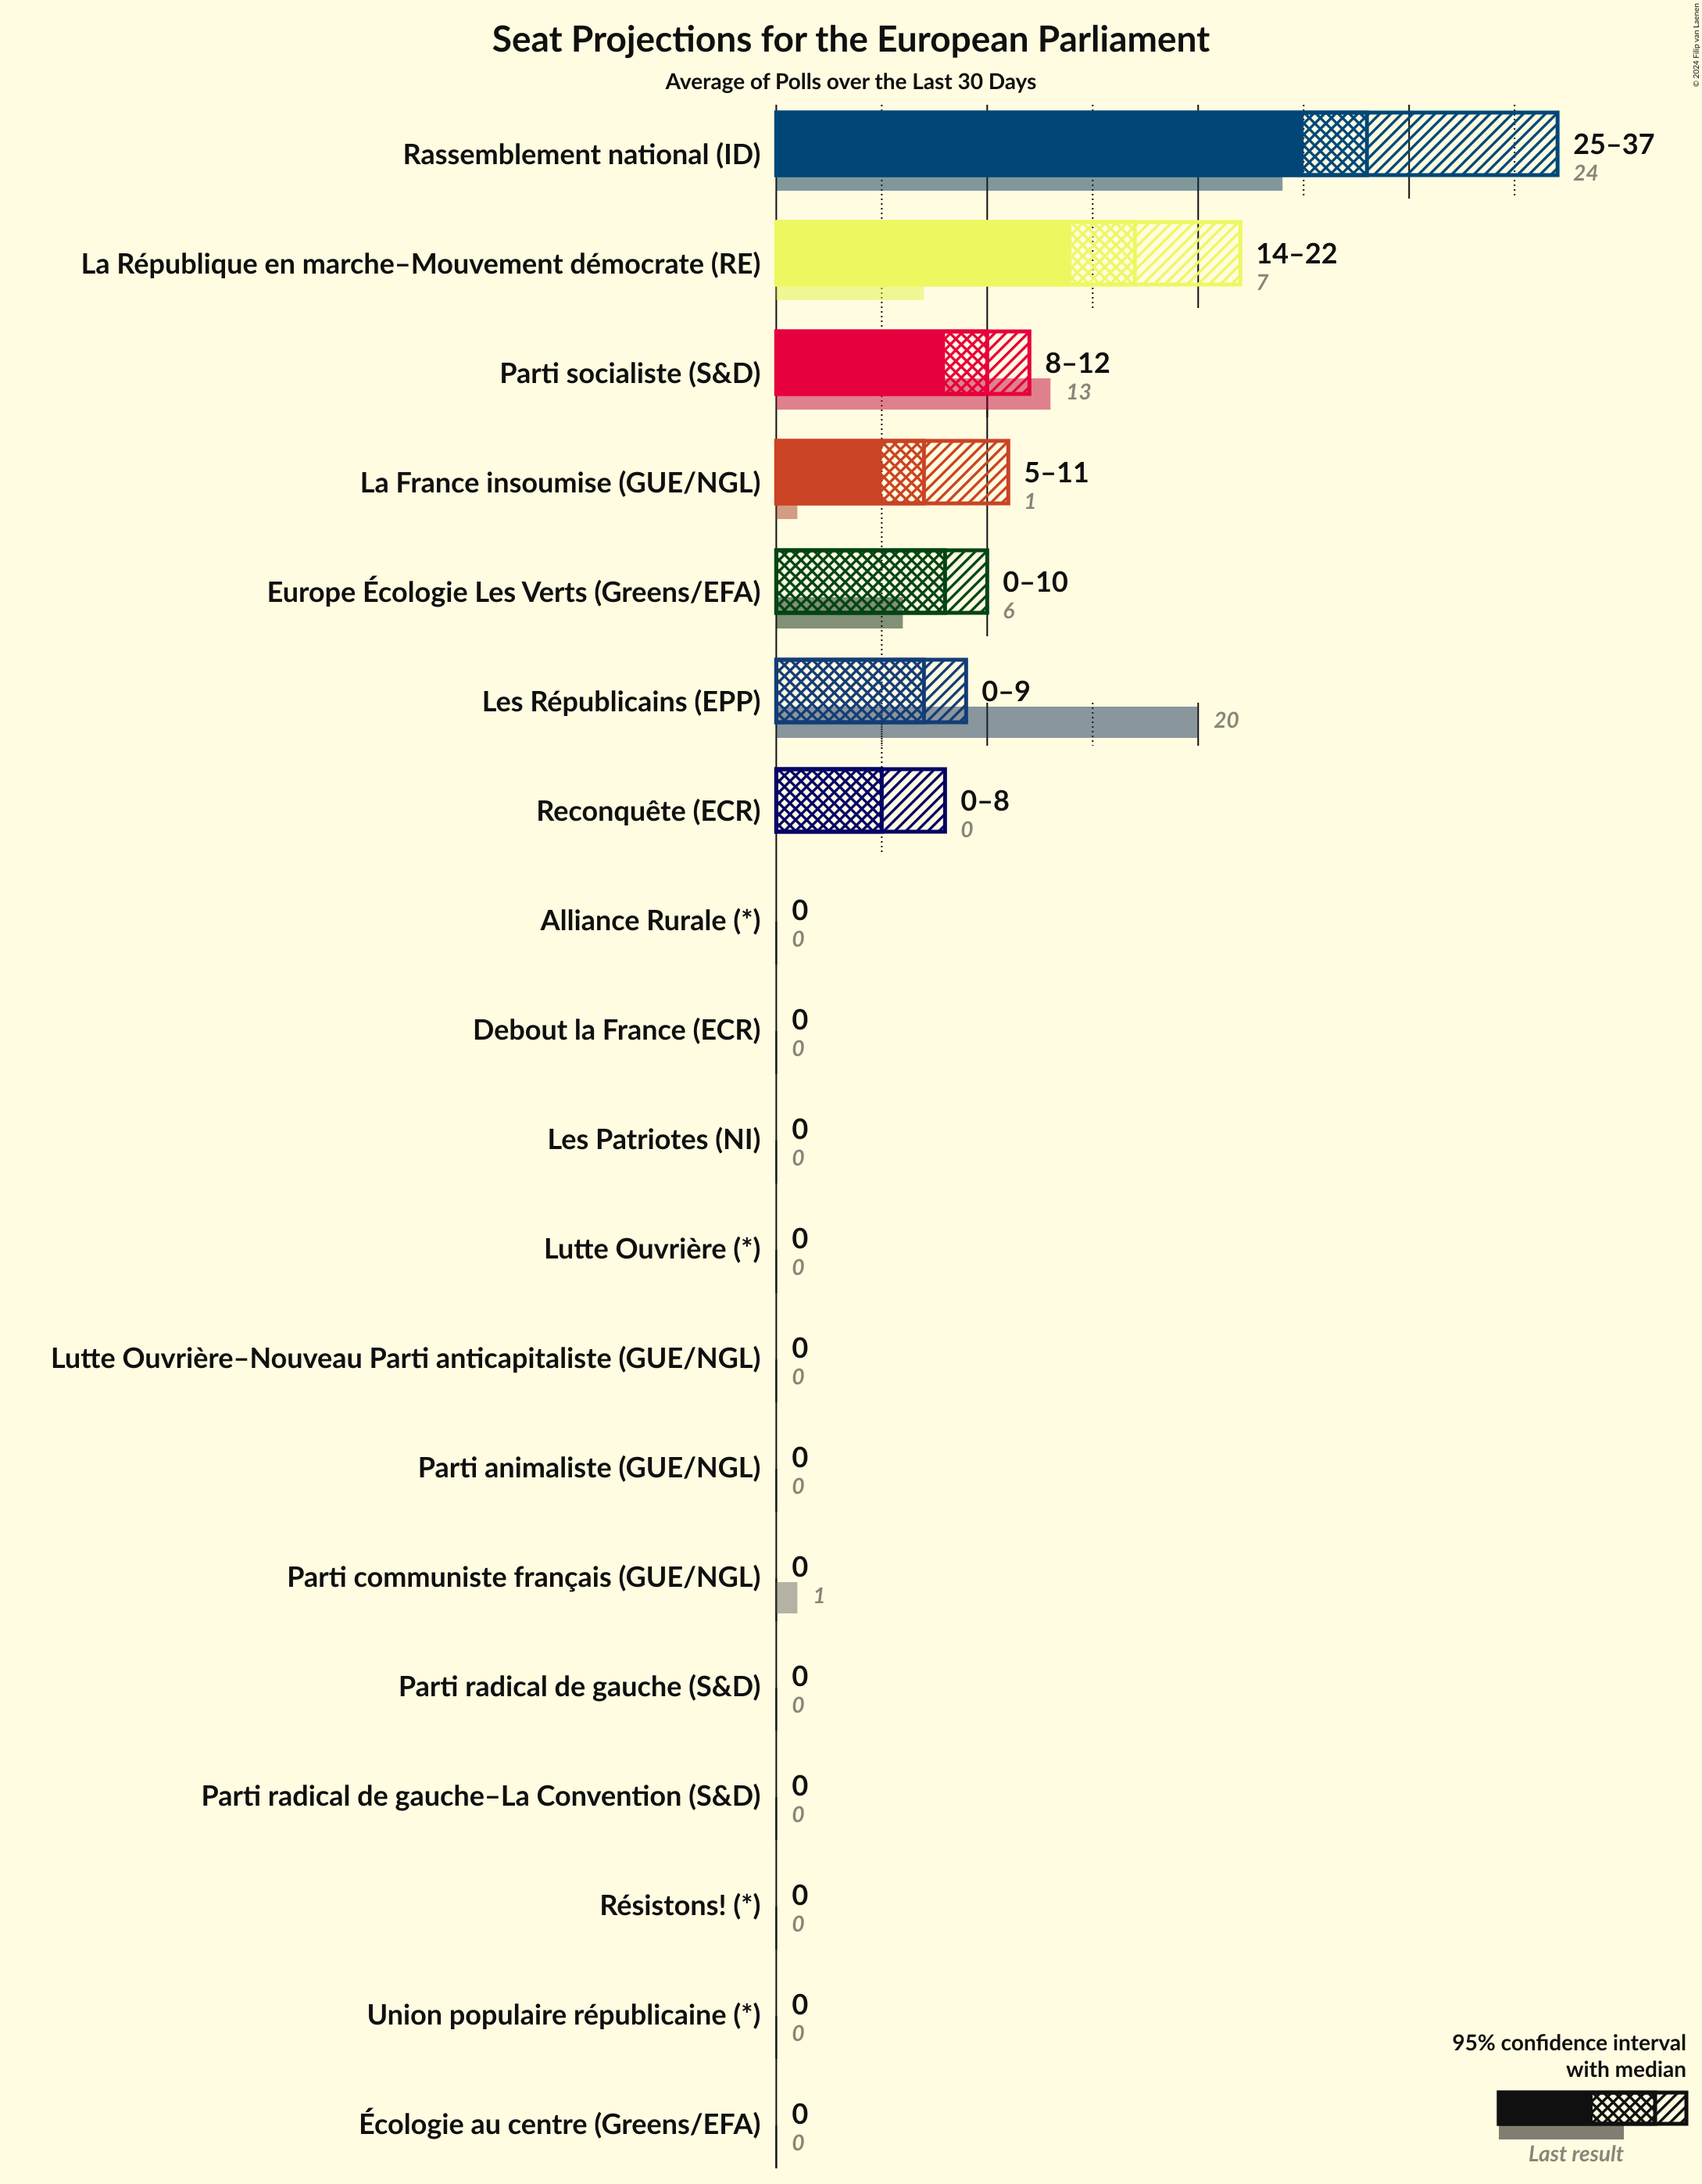 Seat Projections for the European Parliament
Average of Polls over the Last 30 Days
© 2024 Filip van Laenen
Rassemblement national (ID)
25–37
24
La République en marche–Mouvement démocrate (RE)
14–22
7
Parti socialiste (S&D)
8–12
13
La France insoumise (GUE/NGL)
5–11
1
Europe Écologie Les Verts (Greens/EFA)
0–10
6
Les Républicains (EPP)
0–9
20
Reconquête (ECR)
0–8
0
Alliance Rurale (*)
0
0
Debout la France (ECR)
0
0
Les Patriotes (NI)
0
0
Lutte Ouvrière (*)
0
0
Lutte Ouvrière–Nouveau Parti anticapitaliste (GUE/NGL)
0
0
Parti animaliste (GUE/NGL)
0
0
Parti communiste français (GUE/NGL)
0
1
Parti radical de gauche (S&D)
0
0
Parti radical de gauche–La Convention (S&D)
0
0
Résistons! (*)
0
0
Union populaire républicaine (*)
0
0
Écologie au centre (Greens/EFA)
0
0
95% confidence interval
with median
Last result